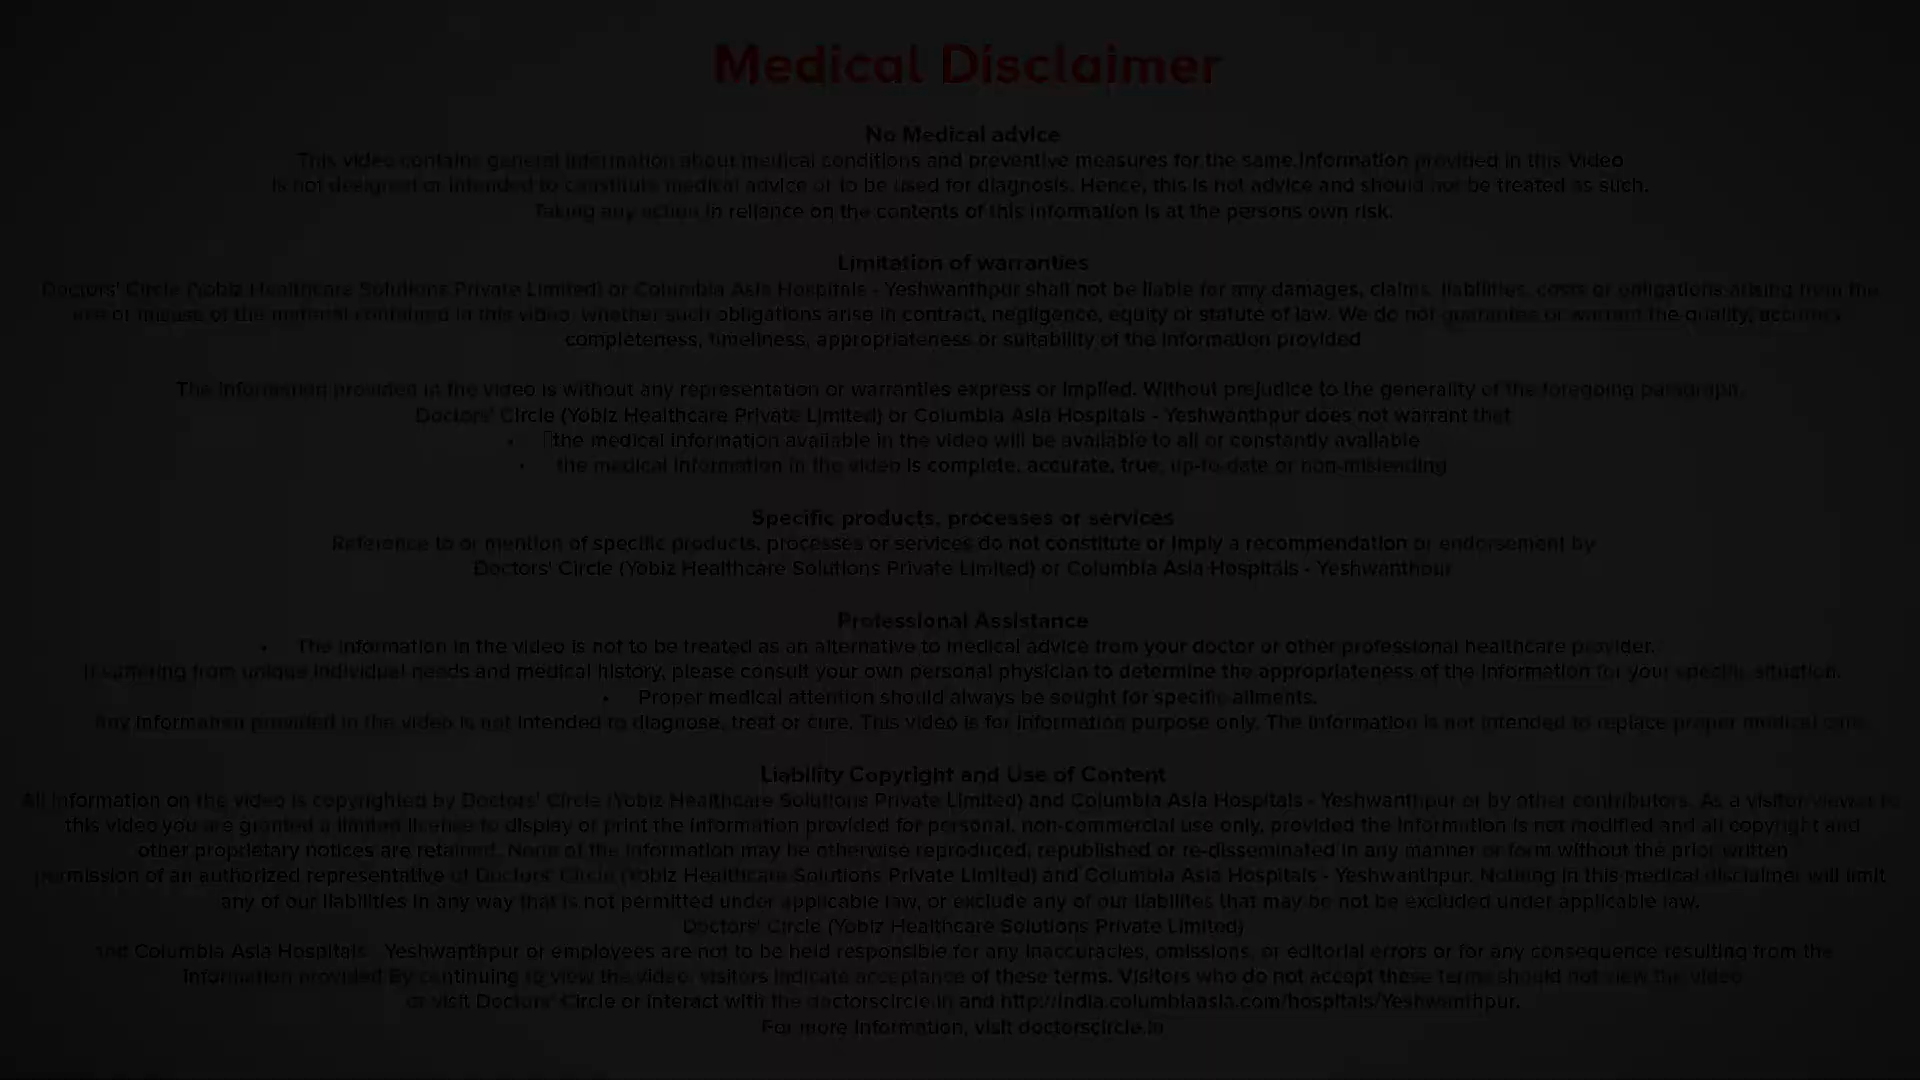 Medical Disclaimer
No Medical advice
This video contains general information about medical conditions and preventive measures for the same.Information provided in this Video
is not designed or intended to constitute medical advice or to be used for diagnosis. Hence, this is not advice and should not be treated as such.
Taking any action in reliance on the contents of this information is at the persons own risk.
Limitation of warranties
Doctors' Circle (Yobiz Healthcare Solutions Private Limited) or Columbia Asia Hospitals - Yeshwanthpur shall not be liable for any damages, claims, liabilities, costs or obligations arising from the
use or misuse of the material contained in this video, whether such obligations arise in contract, negligence, equity or statute of law. We do not guarantee or warrant the quality, accuracy,
completeness, timeliness, appropriateness or suitability of the information provided
The information provided in the video is without any representation or warranties express or implied. Without prejudice to the generality of the foregoing paragraph,
Doctors' Circle (Yobiz Healthcare Private Limited) or Columbia Asia Hospitals - Yeshwanthpur does not warrant that
• the medical information available in the video will be available to all or constantly available
• the medical information in the video is complete, accurate, true, up-to-date or non-misleading
Specific products, processes or services
Reference to or mention of specific products, processes or services do not constitute or imply a recommendation or endorsement by
Doctors' Circle (Yobiz Healthcare Solutions Private Limited) or Columbia Asia Hospitals - Yeshwanthpur
Professional Assistance
• The information in the video is not to be treated as an alternative to medical advice from your doctor or other professional healthcare provider.
If suffering from unique individual needs and medical history, please consult your own personal physician to determine the appropriateness of the information for your specific situation.
• Proper medical attention should always be sought for specific ailments.
Any information provided in the video is not intended to diagnose, treat or cure. This video is for information purpose only. The information is not intended to replace proper medical care.
Liability Copyright and Use of Content
All information on the video is copyrighted by Doctors' Circle (Yobiz Healthcare Solutions Private Limited) and Columbia Asia Hospitals - Yeshwanthpur or by other contributors. As a visitor/viewer to
this video you are granted a limited license to display or print the information provided for personal, non-commercial use only, provided the information is not modified and all copyright and
other proprietary notices are retained. None of the information may be otherwise reproduced, republished or re-disseminated in any manner or form without the prior written
permission of an authorized representative of Doctors' Circle (Yobiz Healthcare Solutions Private Limited) and Columbia Asia Hospitals - Yeshwanthpur. Nothing in this medical disclaimer will limit
any of our liabilities in any way that is not permitted under applicable law, or exclude any of our liabilites that may be not be excluded under applicable law.
Doctors' Circle (Yobiz Healthcare Solutions Private Limited)
and Columbia Asia Hospitals - Yeshwanthpur or employees are not to be held responsible for any inaccuracies, omissions, or editorial errors or for any consequence resulting from the
information provided By continuing to view the video, visitors indicate acceptance of these terms. Visitors who do not accept these terms should not view the video
or visit Doctors' Circle or interact with the doctorscircle.in and http://india.columbiaasia.com/hospitals/Yeshwanthpur.
For more information, visit doctorscircle.in